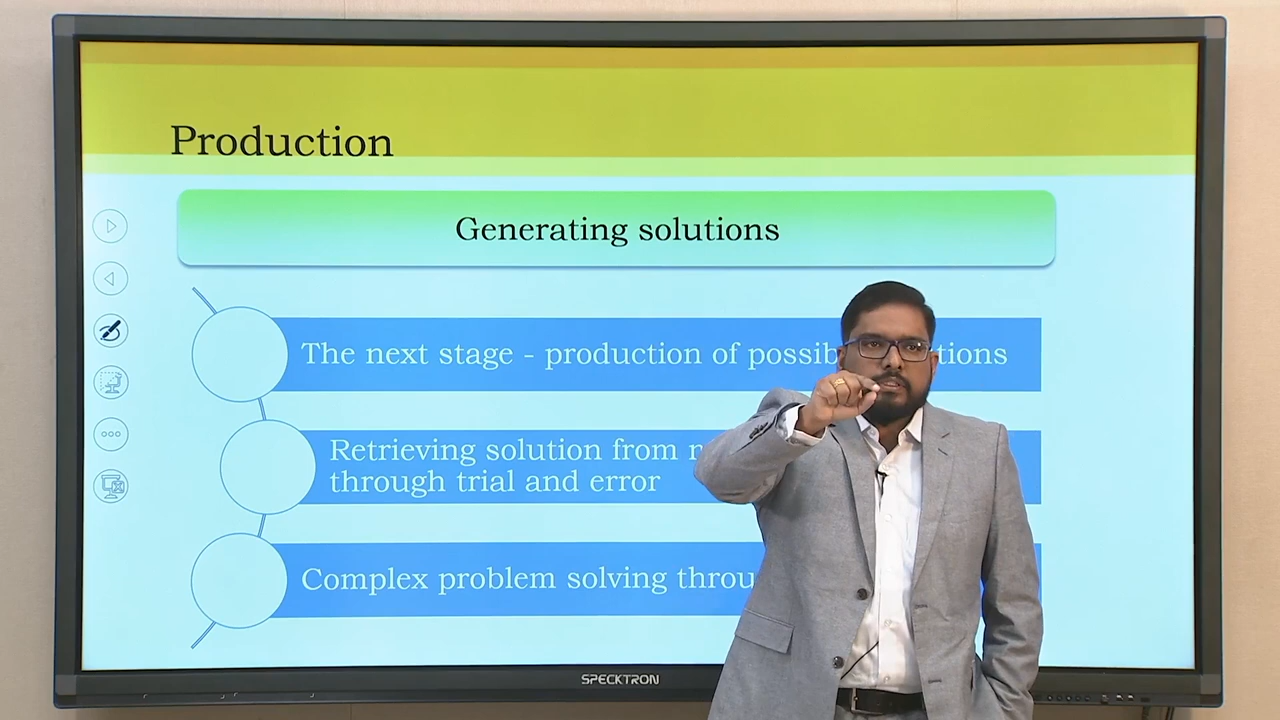 Production
Generating solutions
The next stage - production of possib tions
Retrieving solution from
through trial and error
Complex problem solving throu
SPECKTRON